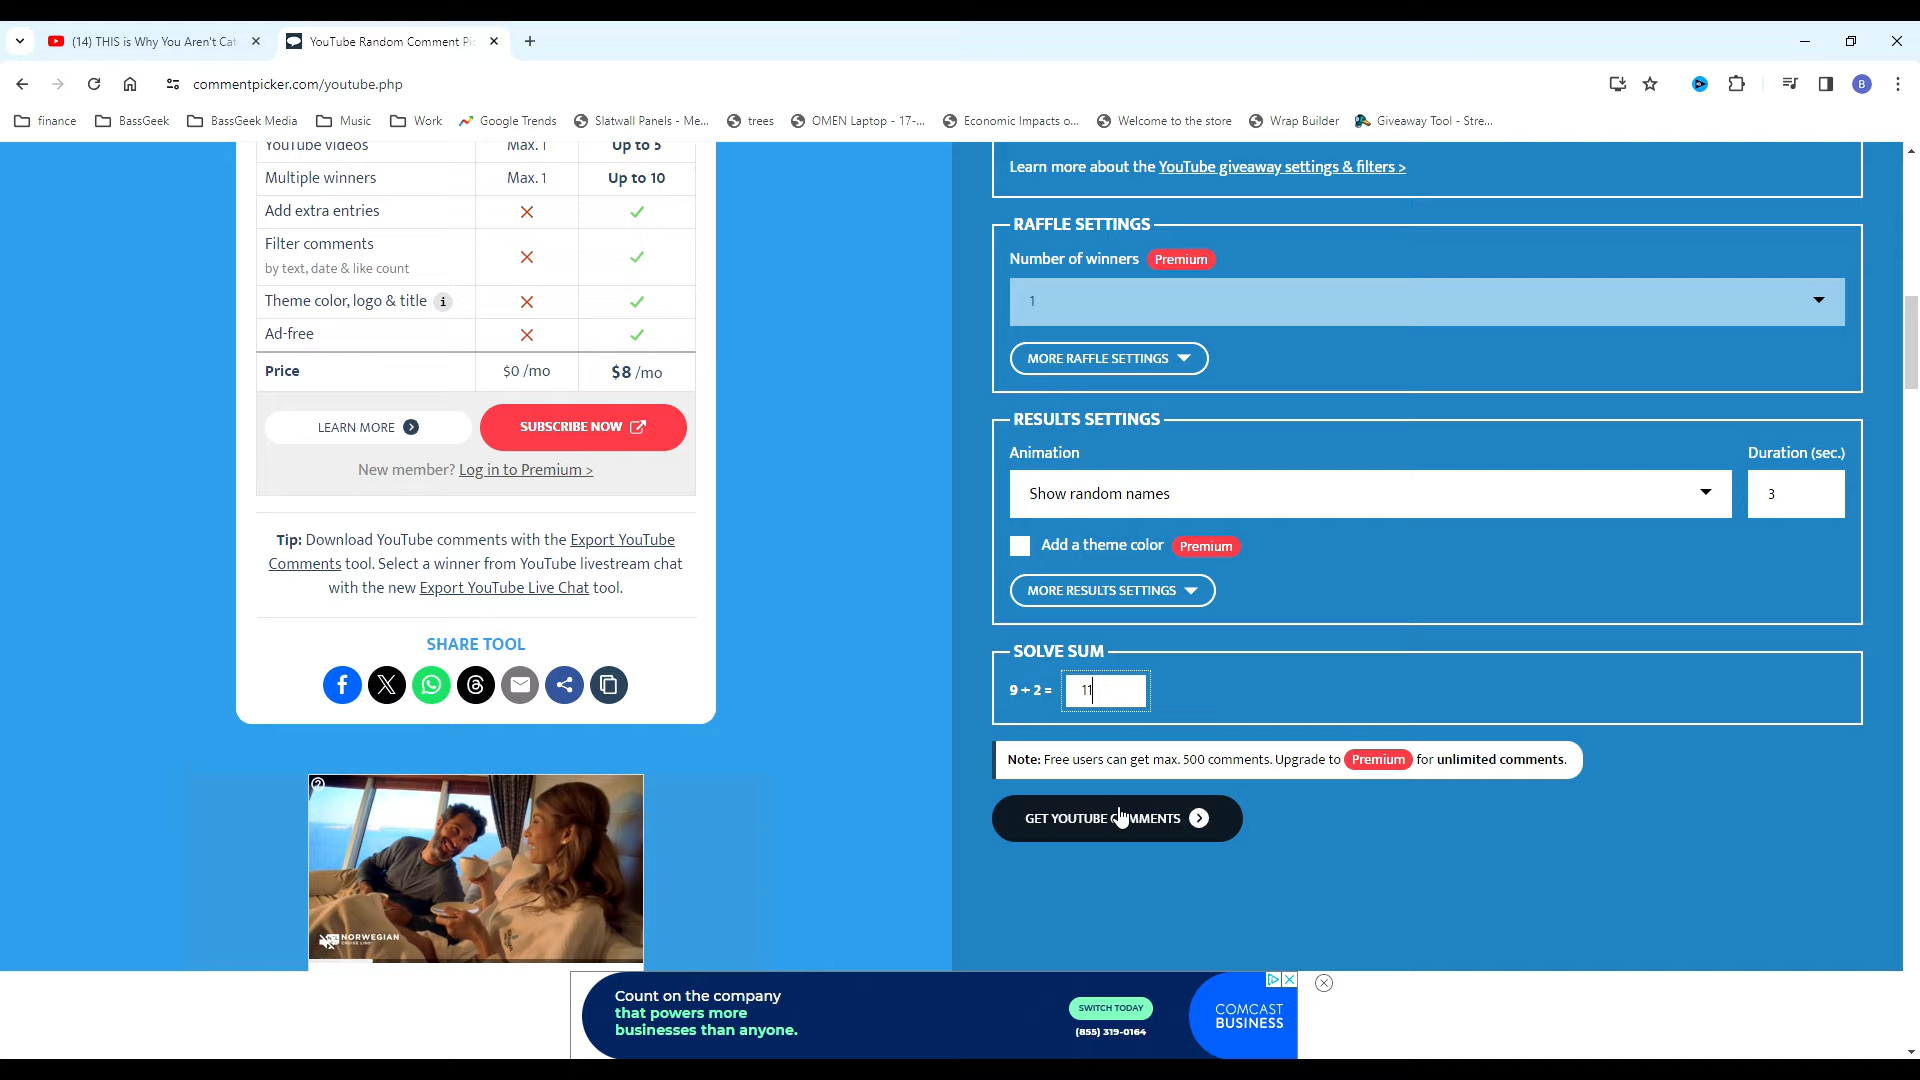 (14) THIS is Why You Aren't Cat
YouTube Random Comment Pic
commentpicker.com/youtube.php
B
finance
BassGeek
BassGeek Media
Music
Work
Google Trends
Slatwall Panels - Me...
trees
OMEN Laptop - 17-...
Economic Impacts o...
Welcome to the store
Wrap Builder
Giveaway Tool - Stre...
YouTube videos Max. 1 Up to 5
Multiple winners Max. 1 Up to 10
Add extra entries
Filter comments
by text, date & like count
Theme color, logo & title i
Ad-free
Price $0 /mo $8 /mo
LEARN MORE
SUBSCRIBE NOW
New member? Log in to Premium >
Tip: Download YouTube comments with the Export YouTube
Comments tool. Select a winner from YouTube livestream chat
with the new Export YouTube Live Chat tool.
SHARE TOOL
NORWEGIAN
Learn more about the YouTube giveaway settings & filters >
RAFFLE SETTINGS
Number of winners Premium
1
MORE RAFFLE SETTINGS
RESULTS SETTINGS
Animation Duration (sec.)
Show random names 3
Add a theme color Premium
MORE RESULTS SETTINGS
SOLVE SUM
9 + 2 = 11
Note: Free users can get max. 500 comments. Upgrade to Premium for unlimited comments.
GET YOUTUBE COMMENTS
Count on the company
that powers more
businesses than anyone.
SWITCH TODAY
(855) 319-0164
COMCAST
BUSINESS